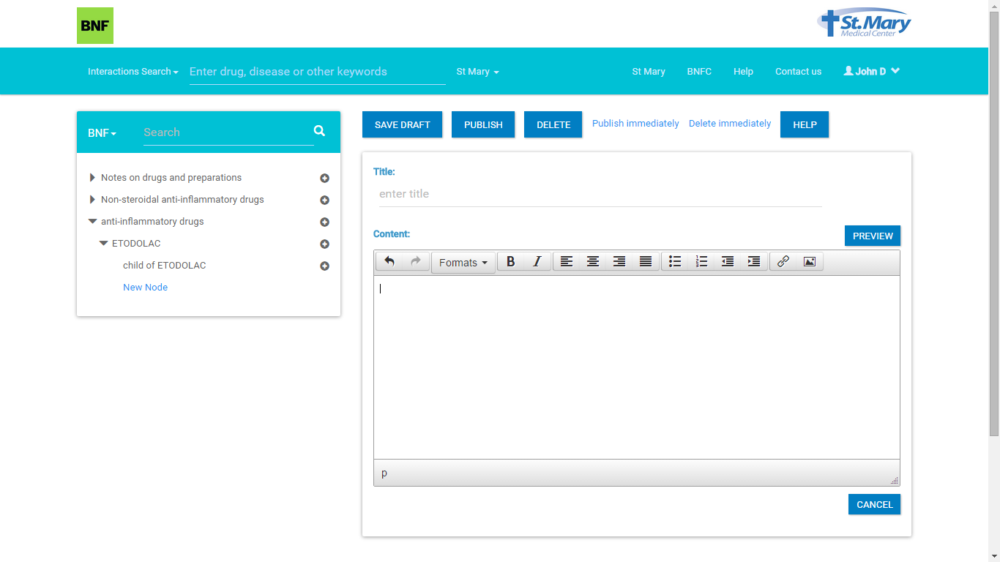 BNF
St.Mary
Medical Center
Interactions Search Enter drug, disease or other keywords St Mary St Mary BNFC Help Contact us John D
BNF Search
Notes on drugs and preparations
Non-steroidal anti-inflammatory drugs
anti-inflammatory drugs
ETODOLAC
child of ETODOLAC
New Node
SAVE DRAFT PUBLISH DELETE Publish immediately Delete immediately HELP
Title:
enter title
Content: PREVIEW
Formats B I
p
CANCEL